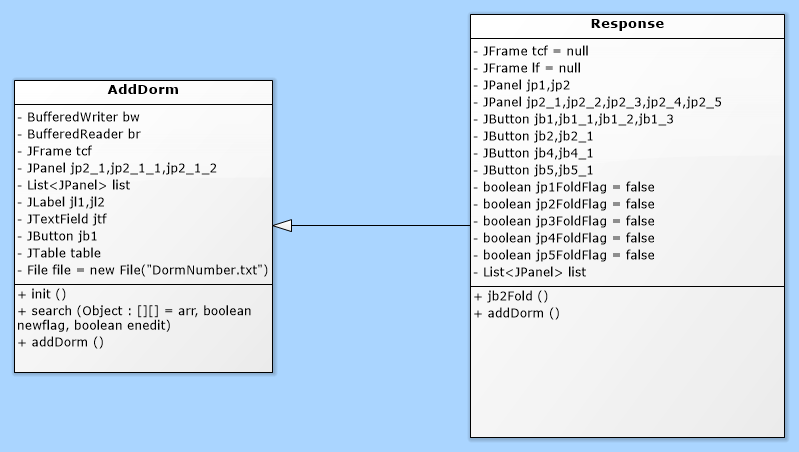 AddDorm
- BufferedWriter bw
- BufferedReader br
- JFrame tcf
- JPanel jp2_1,jp2_1_1,jp2_1_2
- List<JPanel> list
- JLabel jl1,jl2
- JTextField jtf
- JButton jb1
- JTable table
- File file = new File("DormNumber.txt")
+ init ()
+ search (Object : [][] = arr, boolean
newflag, boolean enedit)
+ addDorm ()
Response
- JFrame tcf = null
- JFrame lf = null
- JPanel jp1,jp2
- JPanel jp2_1,jp2_2,jp2_3,jp2_4,jp2_5
- JButton jb1,jb1_1,jb1_2,jb1_3
- JButton jb2,jb2_1
- JButton jb4,jb4_1
- JButton jb5,jb5_1
- boolean jp1FoldFlag = false
- boolean jp2FoldFlag = false
- boolean jp3FoldFlag = false
- boolean jp4FoldFlag = false
- boolean jp5FoldFlag = false
- List<JPanel> list
+ jb2Fold ()
+ addDorm ()